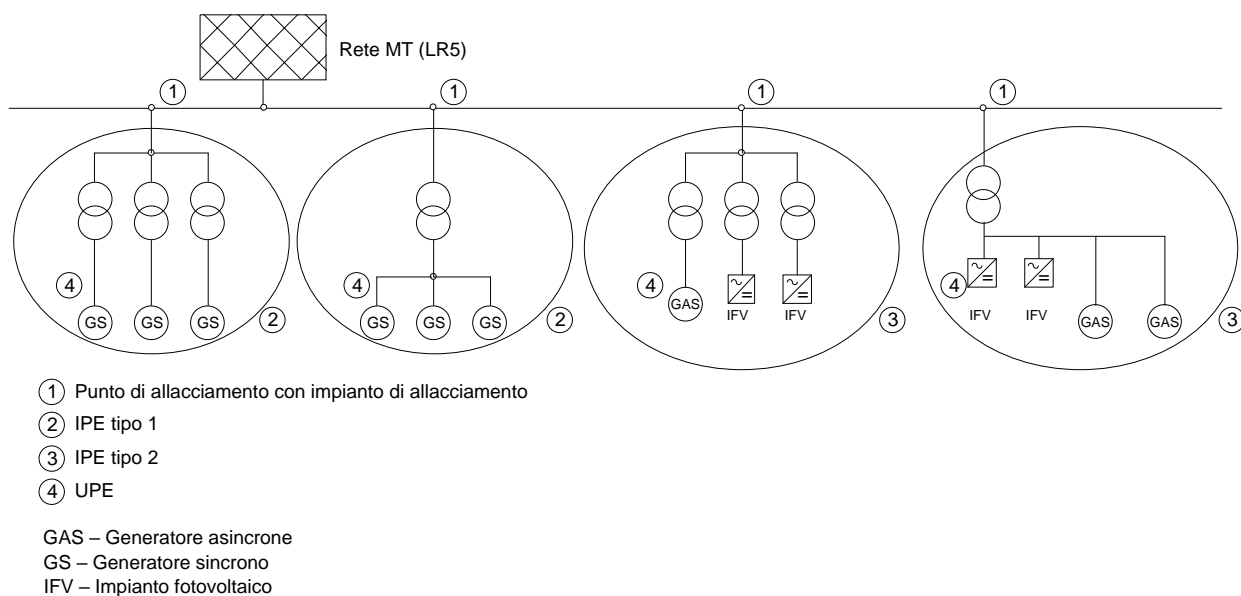 Rete MT (LR5)
1 1 1 1
4 4 4 4
GS GS GS 2
GS GS GS 2
GAS IFV IFV 3
IFV IFV GAS GAS 3
1 Punto di allacciamento con impianto di allacciamento
2 IPE tipo 1
3 IPE tipo 2
4 UPE
GAS – Generatore asincrone
GS – Generatore sincrono
IFV – Impianto fotovoltaico